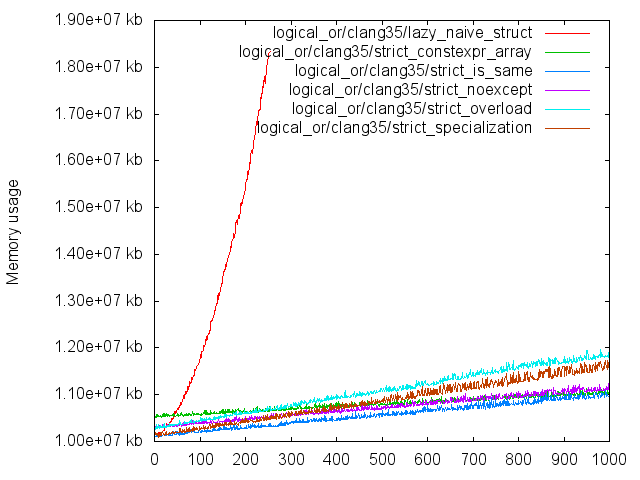 1.90e+07 kb
1.80e+07 kb
1.70e+07 kb
1.60e+07 kb
1.50e+07 kb
1.40e+07 kb
1.30e+07 kb
1.20e+07 kb
1.10e+07 kb
1.00e+07 kb
Memory usage
logical_or/clang35/lazy_naive_struct
logical_or/clang35/strict_constexpr_array
logical_or/clang35/strict_is_same
logical_or/clang35/strict_noexcept
logical_or/clang35/strict_overload
logical_or/clang35/strict_specialization
0 100 200 300 400 500 600 700 800 900 1000